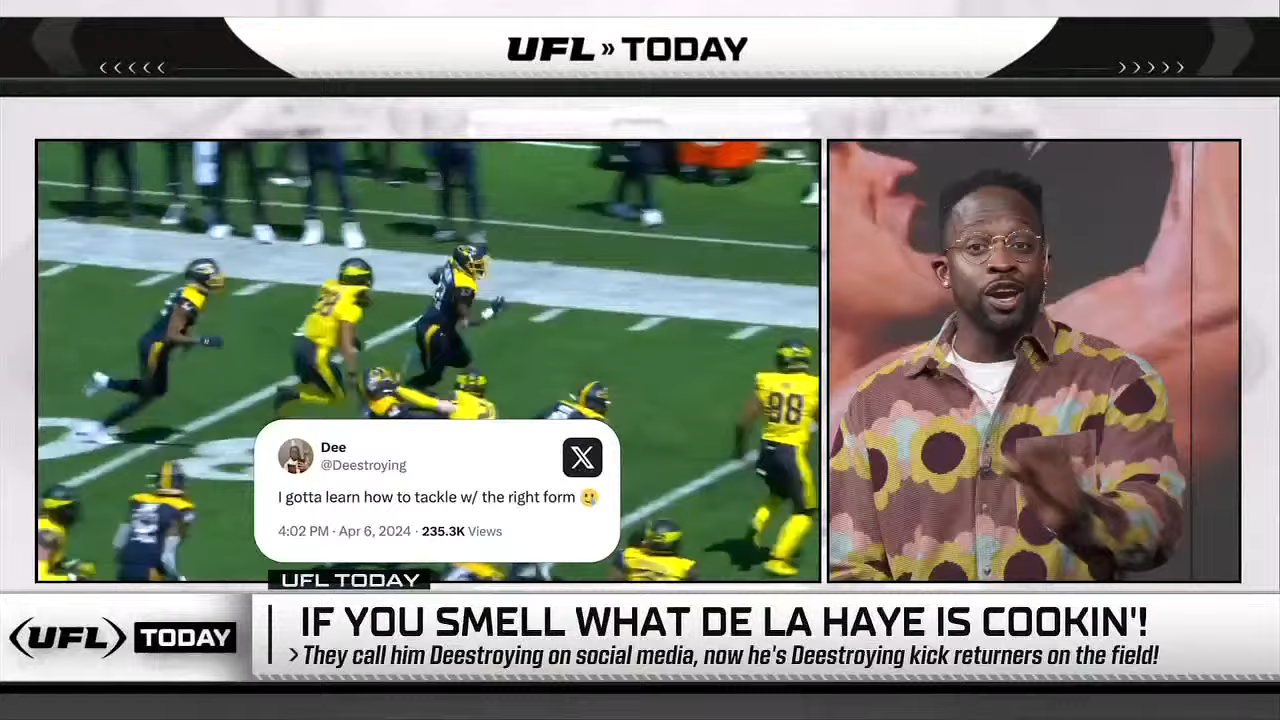 UFL » TODAY
‹‹‹‹‹
›››››
98
Dee
@Deestroying
X
I gotta learn how to tackle w/ the right form 🥲
4:02 PM · Apr 6, 2024 · 235.3K Views
UFL TODAY
(UFL) TODAY
IF YOU SMELL WHAT DE LA HAYE IS COOKIN'!
› They call him Deestroying on social media, now he's Deestroying kick returners on the field!